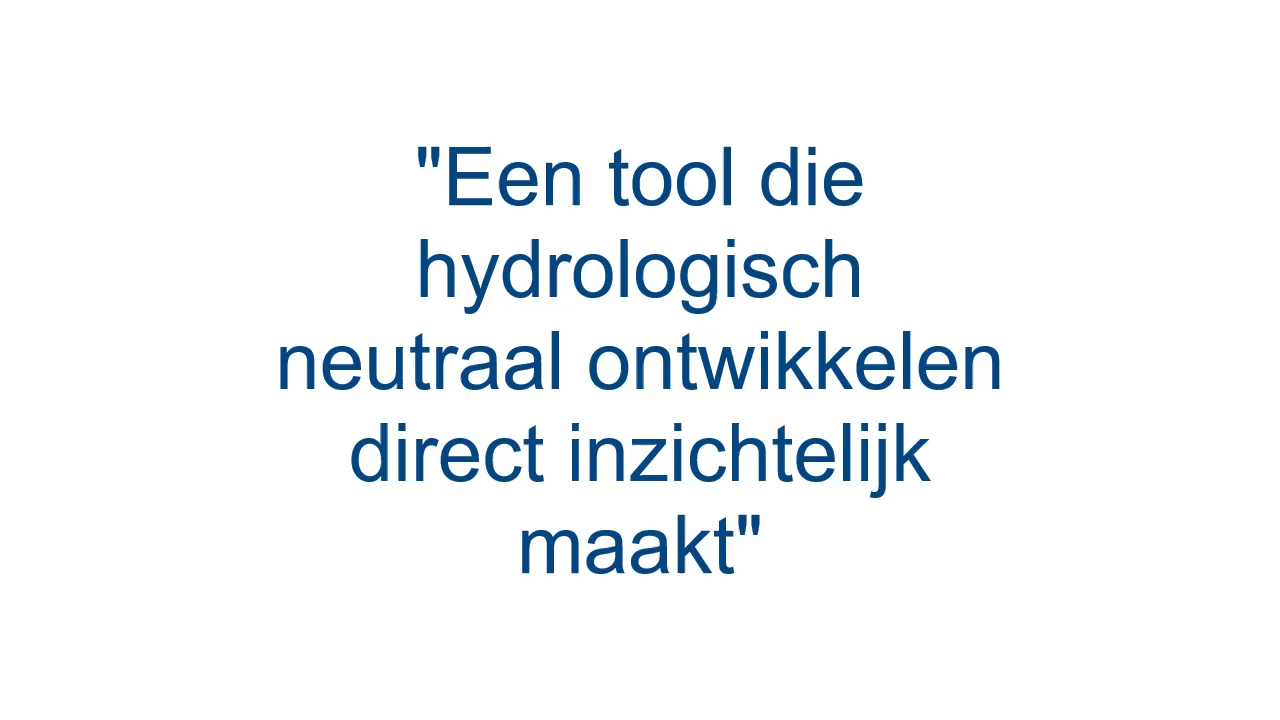 "Een tool die
hydrologisch
neutraal ontwikkelen
direct inzichtelijk
maakt"